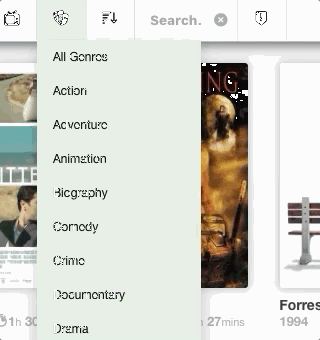 Search.
All Genres
Action
Adventure
Animation
Biography
Comedy
Crime
Documentary
Drama
NG
1h 30
27mins
Forres
1994